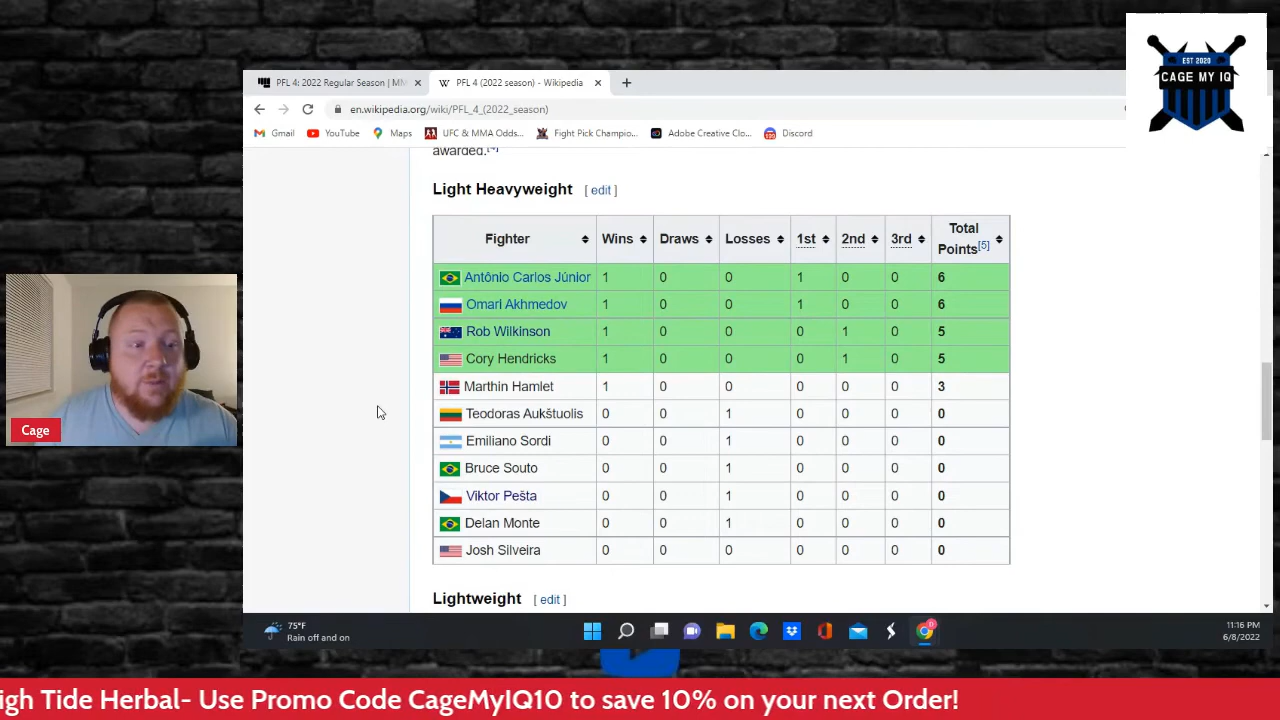 PFL 4: 2022 Regular Season | MM
PFL 4 (2022 season) - Wikipedia
EST 2020
CAGE MY IQ
en.wikipedia.org/wiki/PFL_4_(2022_season)
Gmail YouTube Maps UFC & MMA Odds... Fight Pick Champio... Adobe Creative Clo... Discord
awarded.[4]
Light Heavyweight [ edit ]
Fighter Wins Draws Losses 1st 2nd 3rd Total Points[5]
Antônio Carlos Júnior 1 0 0 1 0 0 6
Omari Akhmedov 1 0 0 1 0 0 6
Rob Wilkinson 1 0 0 0 1 0 5
Cory Hendricks 1 0 0 0 1 0 5
Marthin Hamlet 1 0 0 0 0 0 3
Teodoras Aukštuolis 0 0 1 0 0 0 0
Emiliano Sordi 0 0 1 0 0 0 0
Bruce Souto 0 0 1 0 0 0 0
Viktor Pešta 0 0 1 0 0 0 0
Delan Monte 0 0 1 0 0 0 0
Josh Silveira 0 0 0 0 0 0 0
Cage
Lightweight [ edit ]
75°F
Rain off and on
11:16 PM
6/8/2022
igh Tide Herbal- Use Promo Code CageMyIQ10 to save 10% on your next Order!